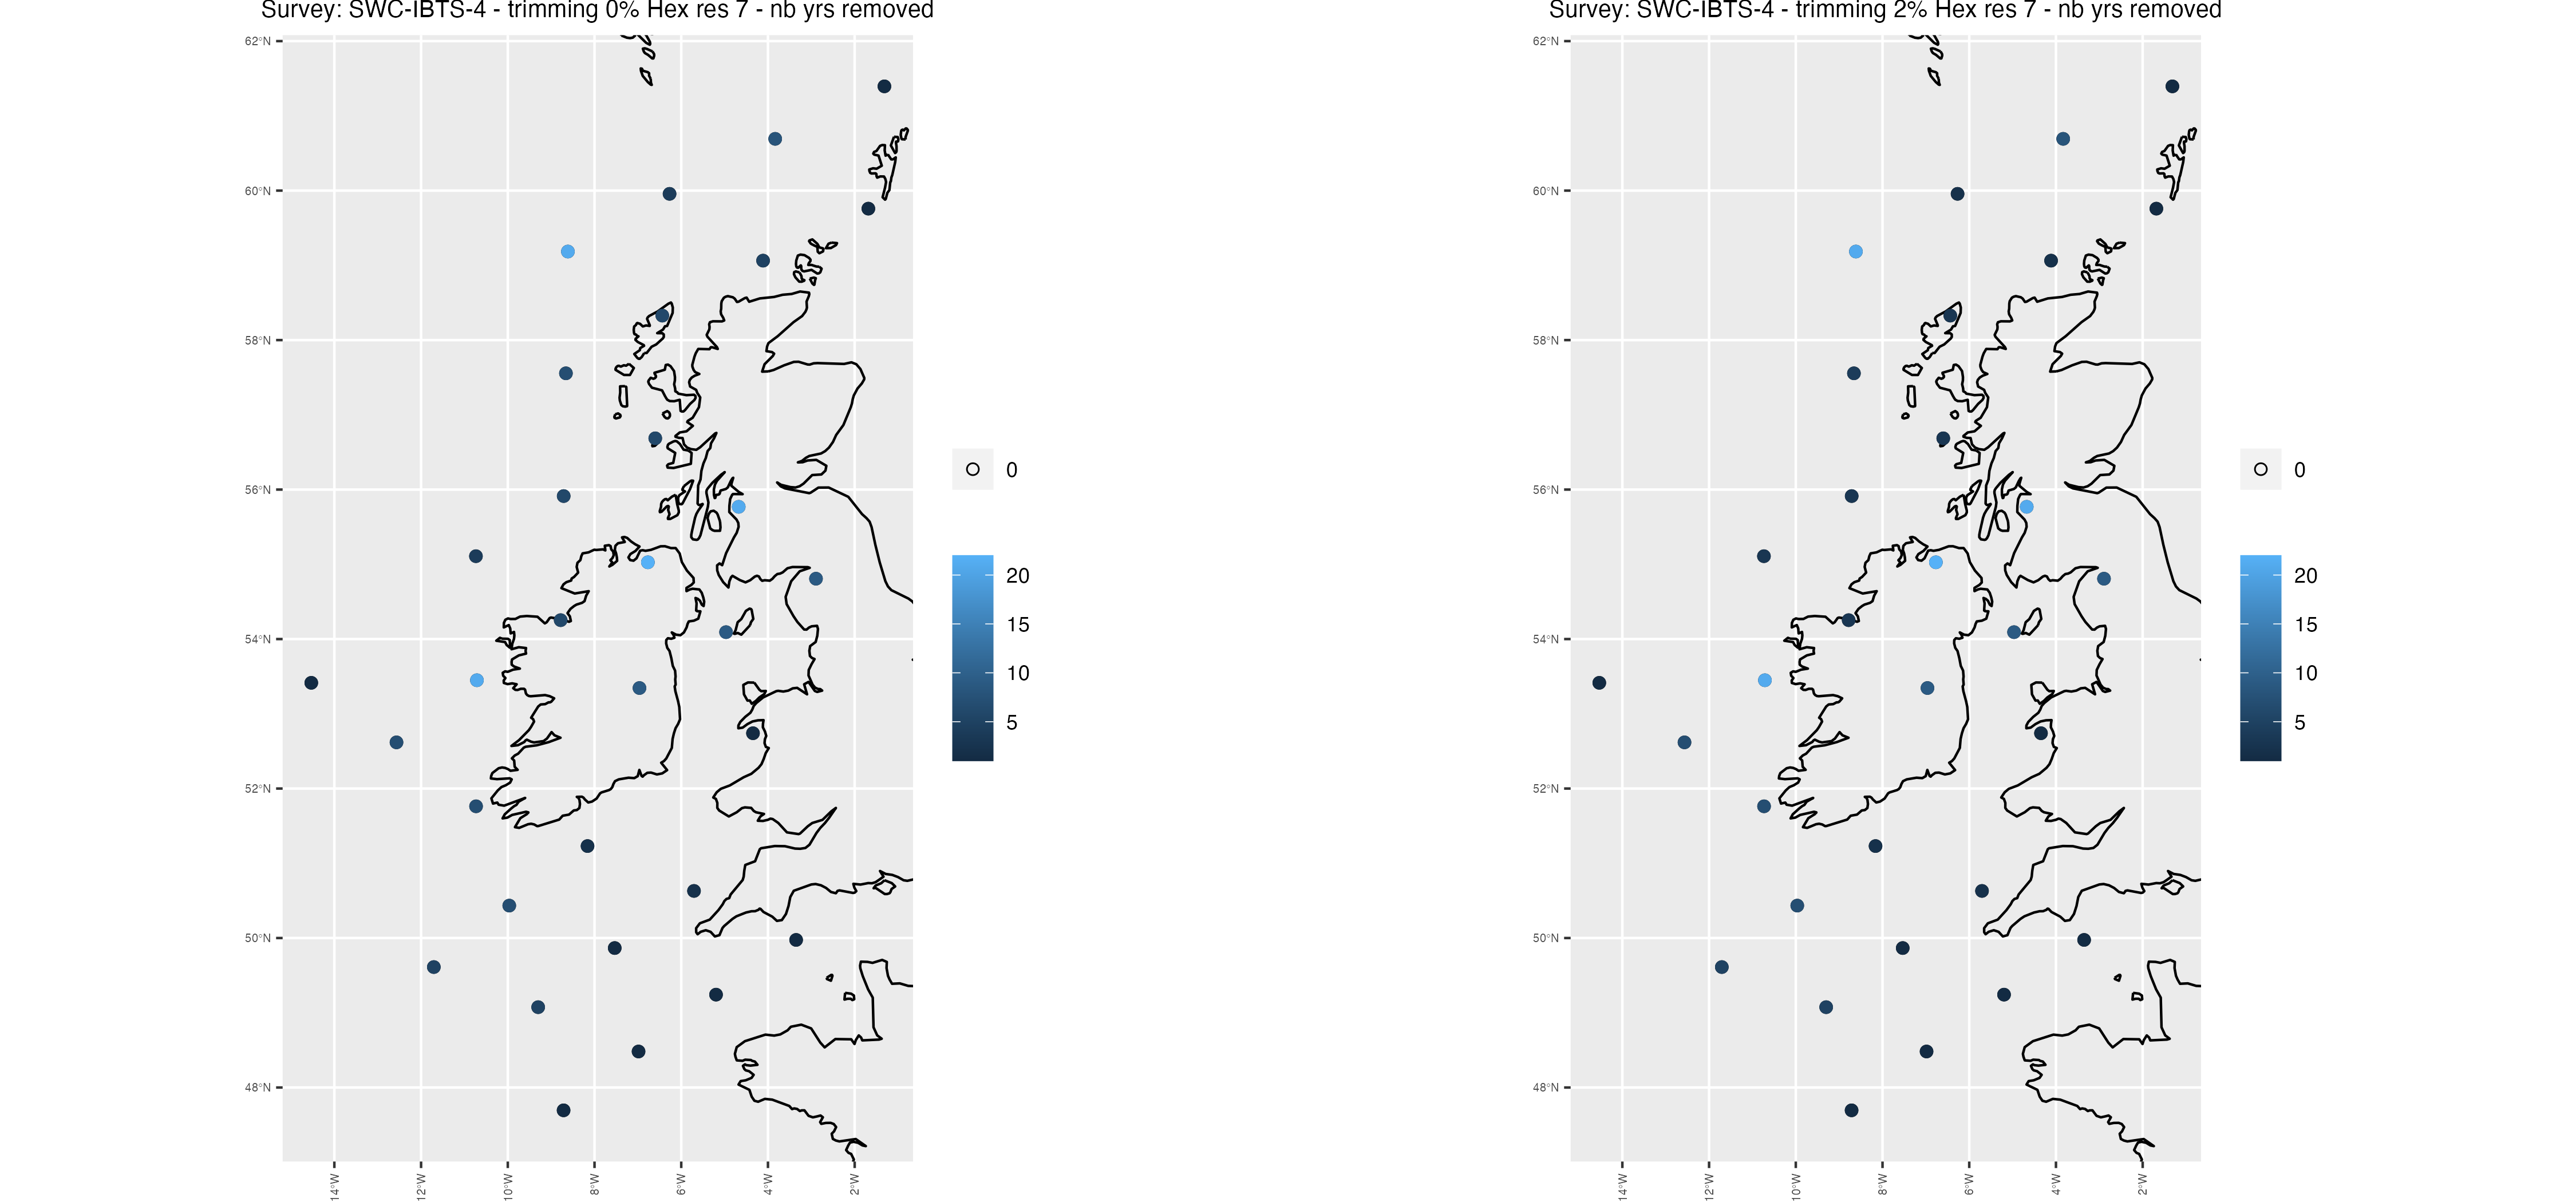 Survey: SWC-IBTS-4 - trimming 0% Hex res 7 - nb yrs removed
62°N
60°N
58°N
56°N
54°N
52°N
50°N
48°N
14°W
12°W
10°W
8°W
6°W
4°W
2°W
0
20
15
10
5
Survey: SWC-IBTS-4 - trimming 2% Hex res 7 - nb yrs removed
62°N
60°N
58°N
56°N
54°N
52°N
50°N
48°N
14°W
12°W
10°W
8°W
6°W
4°W
2°W
0
20
15
10
5